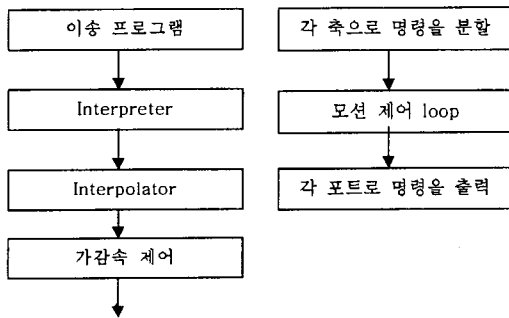 이송 프로그램
Interpreter
Interpolator
가감속 제어
각 축으로 명령을 분할
모션 제어 loop
각 포트로 명령을 출력